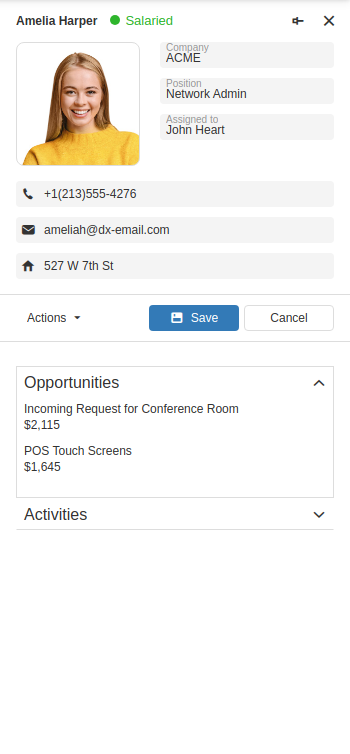 Amelia Harper Salaried
Company
ACME
Position
Network Admin
Assigned to
John Heart
+1(213)555-4276
ameliah@dx-email.com
527 W 7th St
Actions Save Cancel
Opportunities
Incoming Request for Conference Room
$2,115
POS Touch Screens
$1,645
Activities